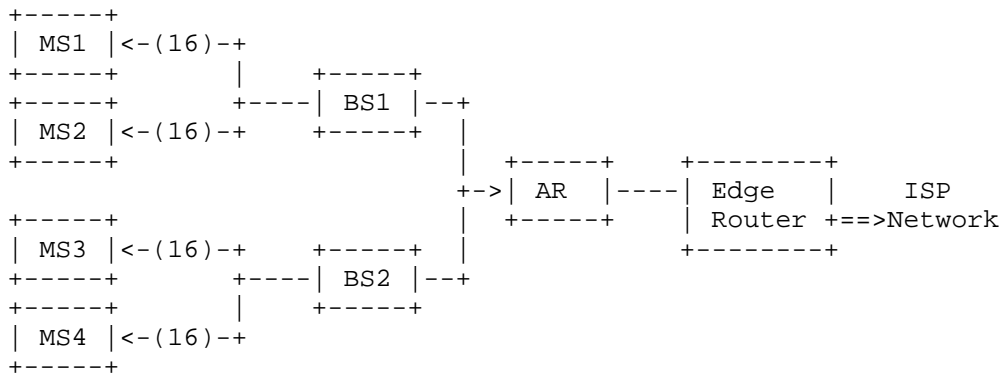 MS1 <-(16)-+
BS1
MS2 <-(16)-+
AR Edge ISP
Router +==>Network
MS3 <-(16)-+
BS2
MS4 <-(16)-+